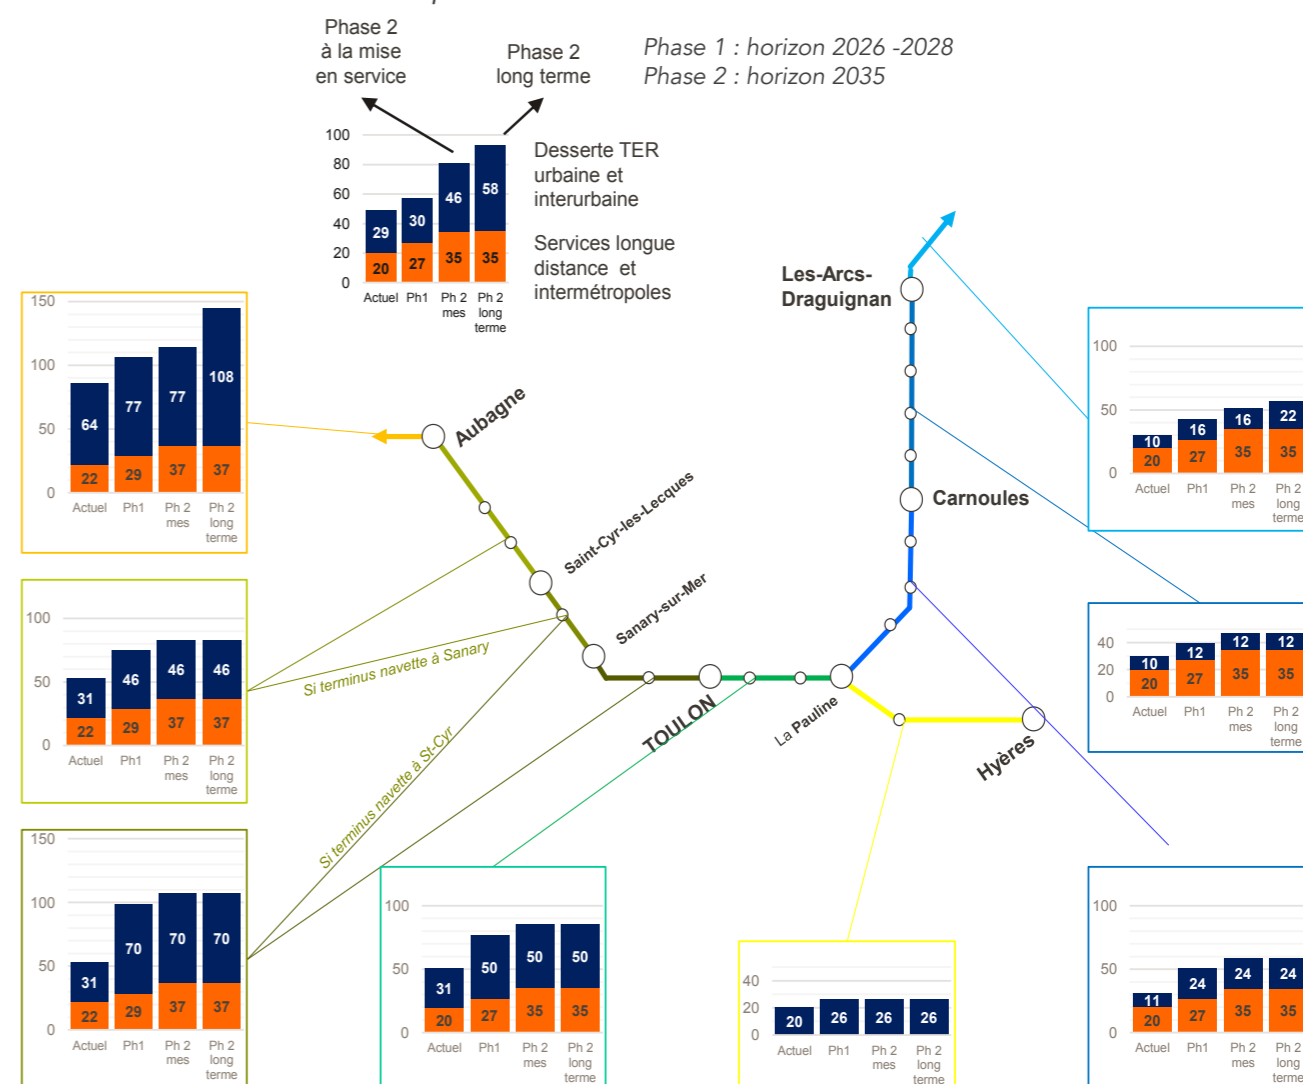 Phase 2
à la mise
en service
Phase 2
long terme
Phase 1 : horizon 2026 -2028
Phase 2 : horizon 2035
100
80
60
40
20
0
29
30
46
58
20
27
35
35
Actuel
Ph1
Ph 2
mes
Ph 2
long
terme
Desserte TER
urbaine et
interurbaine
Services longue
distance et
intermétropoles
Les-Arcs-
Draguignan
Carnoules
Aubagne
Saint-Cyr-les-Lecques
Sanary-sur-Mer
TOULON
La Pauline
Hyères
Si terminus navette à Sanary
Si terminus navette à St-Cyr
150
100
50
0
64
77
77
108
22
29
37
37
Actuel
Ph1
Ph 2
mes
Ph 2
long
terme
100
50
0
31
46
46
46
22
29
37
37
Actuel
Ph1
Ph 2
mes
Ph 2
long
terme
150
100
50
0
31
70
70
70
22
29
37
37
Actuel
Ph1
Ph 2
mes
Ph 2
long
terme
100
50
0
31
50
50
50
20
27
35
35
Actuel
Ph1
Ph 2
mes
Ph 2
long
terme
40
20
0
20
26
26
26
Actuel
Ph1
Ph 2
mes
Ph 2
long
terme
100
50
0
10
16
16
22
20
27
35
35
Actuel
Ph1
Ph 2
mes
Ph 2
long
terme
40
20
0
10
12
12
12
20
27
35
35
Actuel
Ph1
Ph 2
mes
Ph 2
long
terme
100
50
0
11
24
24
24
20
27
35
35
Actuel
Ph1
Ph 2
mes
Ph 2
long
terme